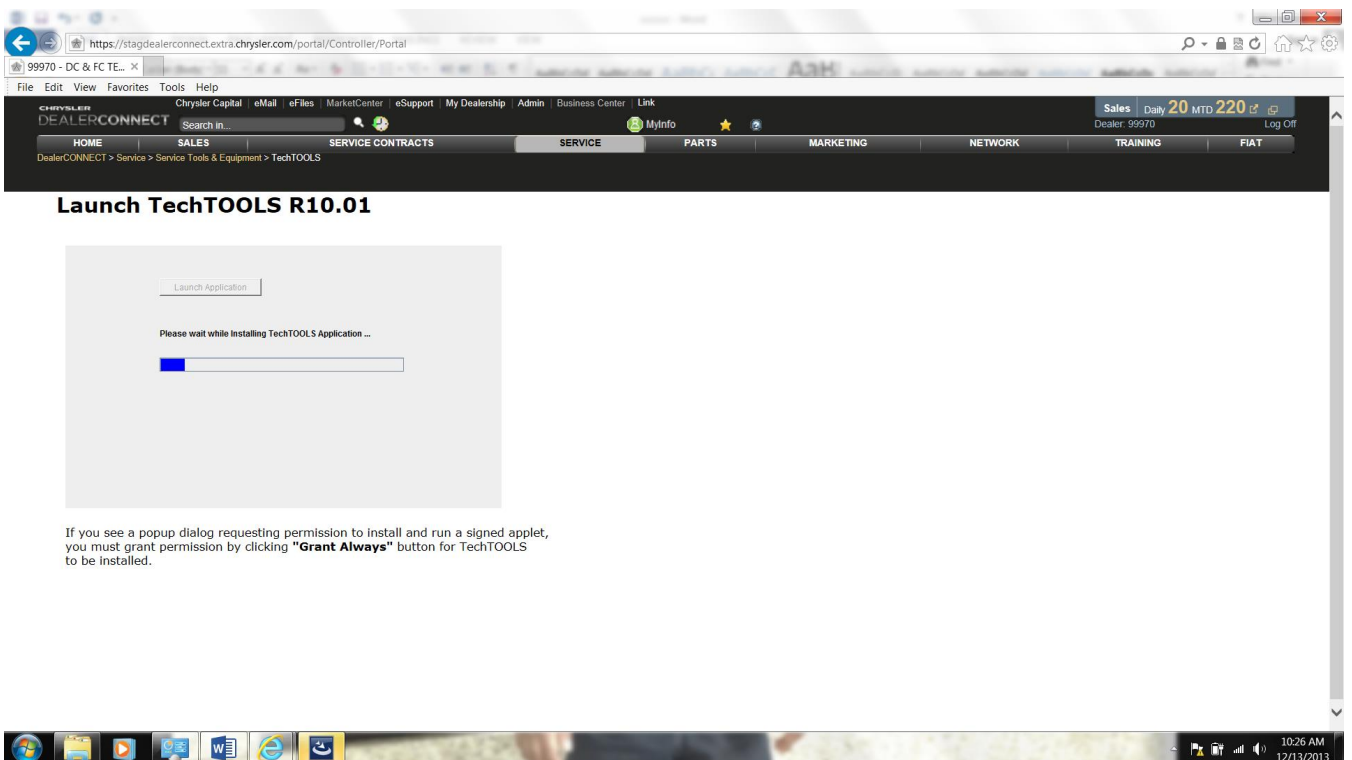 https://stagdealerconnect.extra.chrysler.com/portal/Controller/Portal
99970 - DC & FC TE...
File Edit View Favorites Tools Help
CHRYSLER
DEALERCONNECT
Chrysler Capital | eMail | eFiles | MarketCenter | eSupport | My Dealership | Admin | Business Center | Link
Search in...
MyInfo
Sales Daily 20 MTD 220
Dealer: 99970 Log Off
HOME SALES SERVICE CONTRACTS SERVICE PARTS MARKETING NETWORK TRAINING FIAT
DealerCONNECT > Service > Service Tools & Equipment > TechTOOLS
Launch TechTOOLS R10.01
Launch Application
Please wait while Installing TechTOOLS Application ...
If you see a popup dialog requesting permission to install and run a signed applet,
you must grant permission by clicking "Grant Always" button for TechTOOLS
to be installed.
10:26 AM
12/13/2013